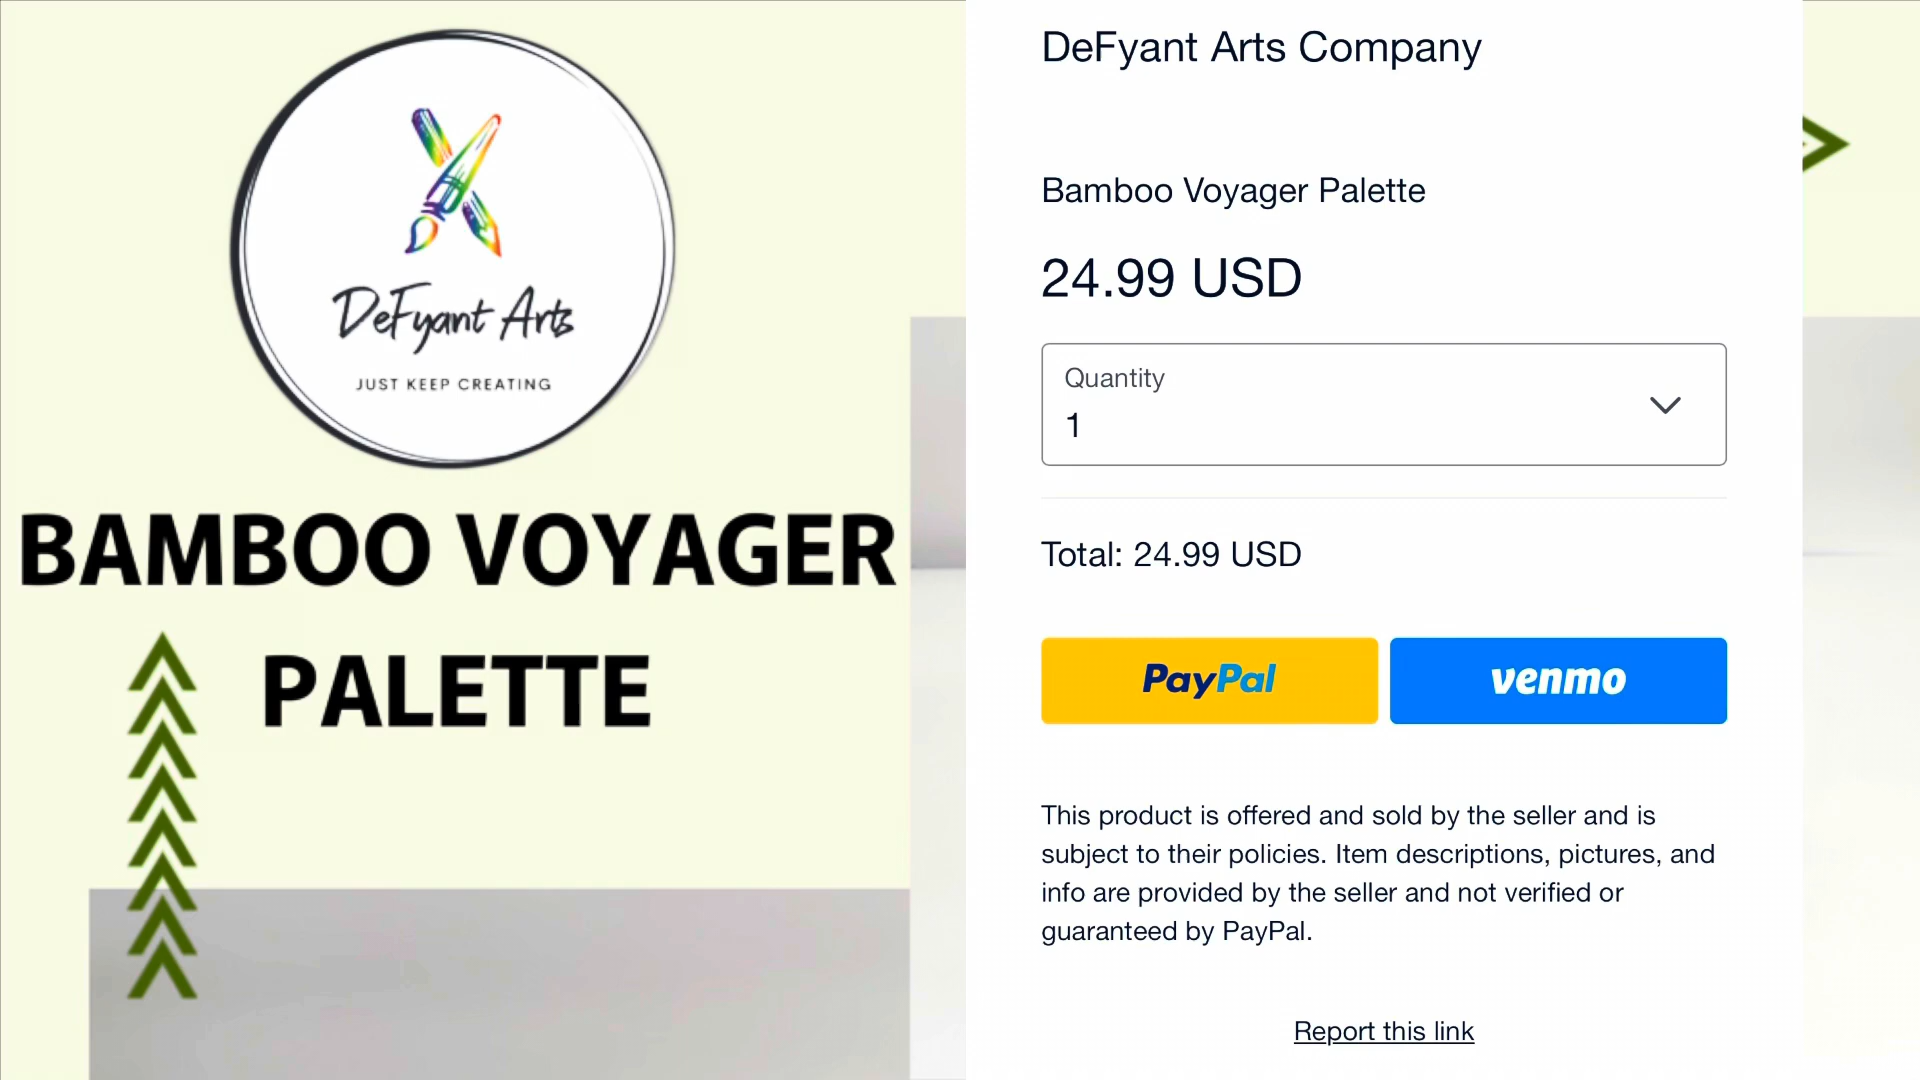 DeFyant Arts
JUST KEEP CREATING
BAMBOO VOYAGER
PALETTE
DeFyant Arts Company
Bamboo Voyager Palette
24.99 USD
Quantity
1
Total: 24.99 USD
PayPal
venmo
This product is offered and sold by the seller and is
subject to their policies. Item descriptions, pictures, and
info are provided by the seller and not verified or
guaranteed by PayPal.
Report this link